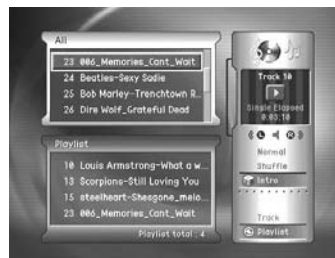 All
23 006_Memories_Cant_Wait
24 Beatles-Sexy Sadie
25 Bob Marley-Trenchtown R..
26 Dire Wolf_Grateful Dead
Playlist
10 Louis Armstrong-What a w...
13 Scorpions-Still Loving You
15 steelheart-Shesgone_melo...
23 006_Memories_Cant_Wait
Playlist total : 4
Track 10
Single Elapsed
0:03:10
L R
Normal
Shuffle
Intro
Track
Playlist